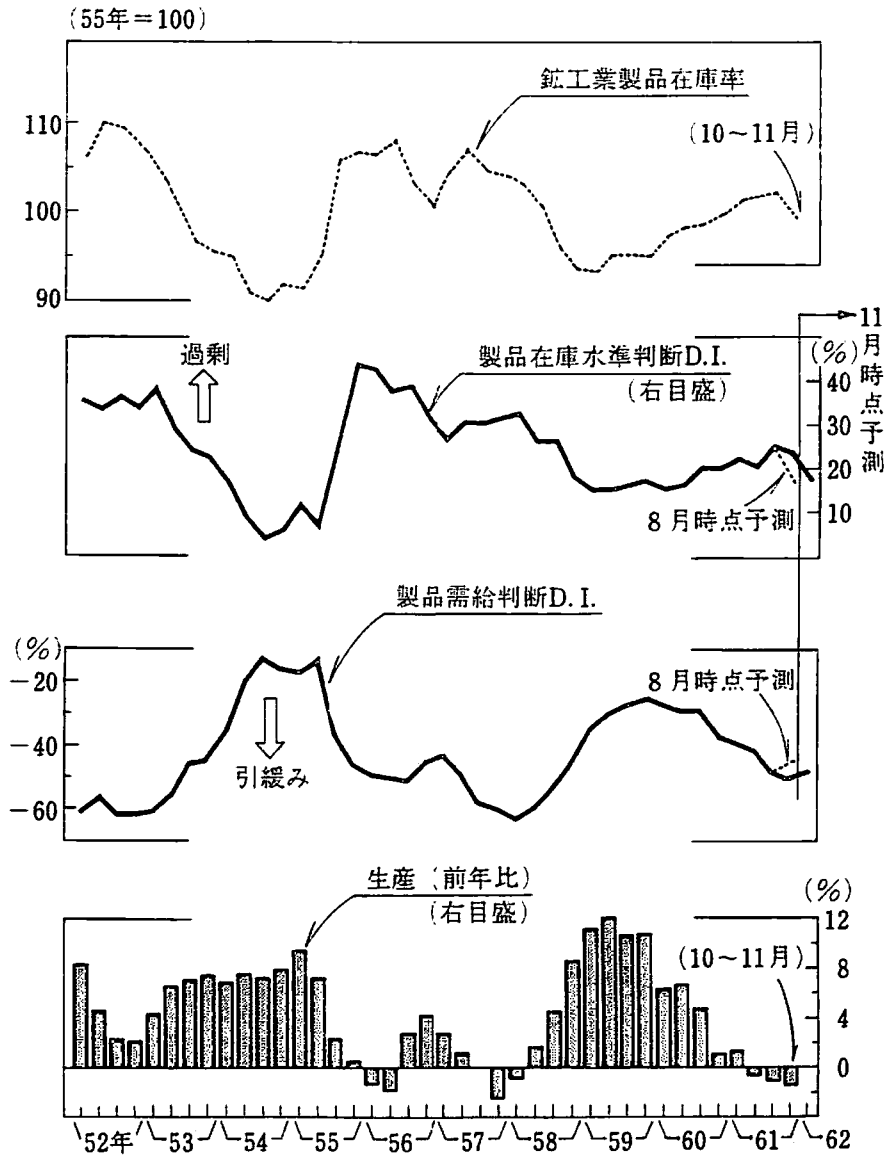 (55年=100)
鉱工業製品在庫率
(10~11月)
110
100
90
11月時点予測
過剰
製品在庫水準判断D.I.
(右目盛)
(%)
40
30
20
10
8月時点予測
製品需給判断D.I.
(%)
-20
-40
-60
8月時点予測
引緩み
生産(前年比)
(右目盛)
(%)
12
8
4
0
(10~11月)
52年 53 54 55 56 57 58 59 60 61 62